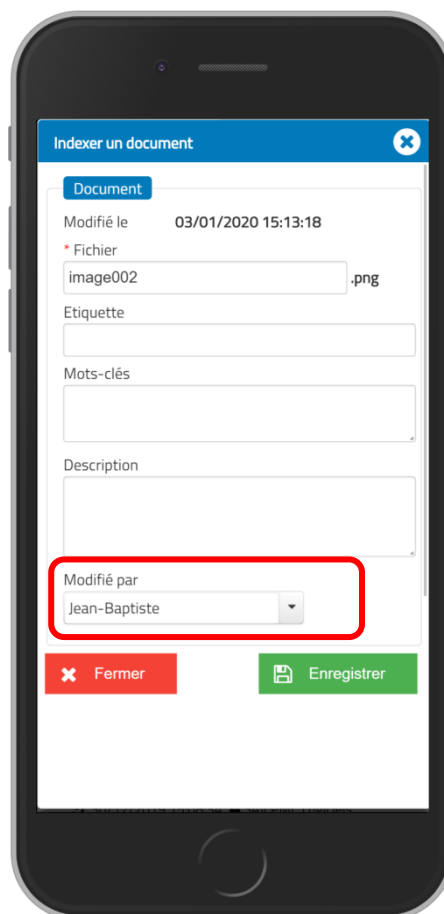 Indexer un document
Document
Modifié le 03/01/2020 15:13:18
* Fichier
image002 .png
Etiquette
Mots-clés
Description
Modifié par
Jean-Baptiste
Fermer Enregistrer